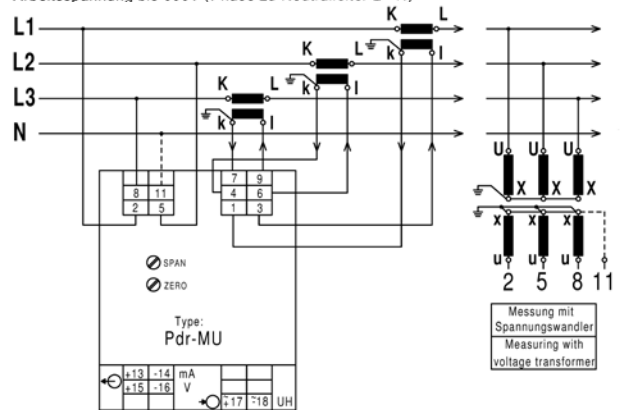 K L
L1
K L k l
L2
K L k l
L3
k l
N
U U U
7 9
8 11 4 6
2 5 1 3
X X X
x x x
SPAN
u u u
ZERO
2 5 8 11
Type:
Pdr-MU
Messung mit
Spannungswandler
Measuring with
voltage transformer
+13 -14 mA
+15 -16 V
17 18 UH